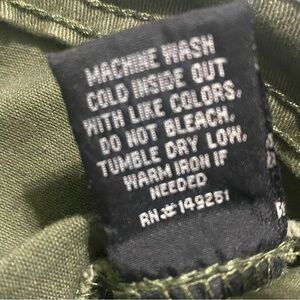 MACHINE WASH
COLD INSIDE OUT
WITH LIKE COLORS.
DO NOT BLEACH.
TUMBLE DRY LOW.
WARM IRON IF
NEEDED
RN#149251